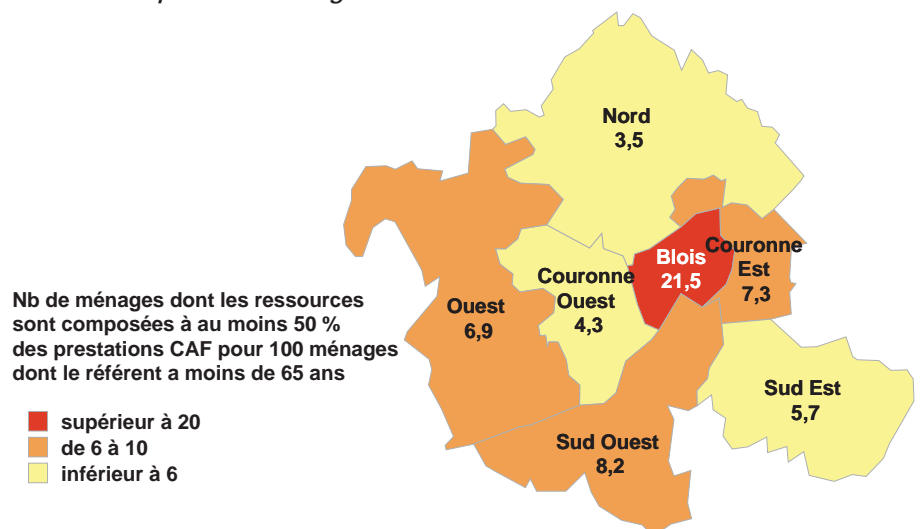 Nord
3,5
Blois
21,5
Couronne
Est
7,3
Couronne
Ouest
4,3
Ouest
6,9
Nb de ménages dont les ressources
sont composées à au moins 50 %
des prestations CAF pour 100 ménages
dont le référent a moins de 65 ans
Sud Est
5,7
supérieur à 20
de 6 à 10
inférieur à 6
Sud Ouest
8,2